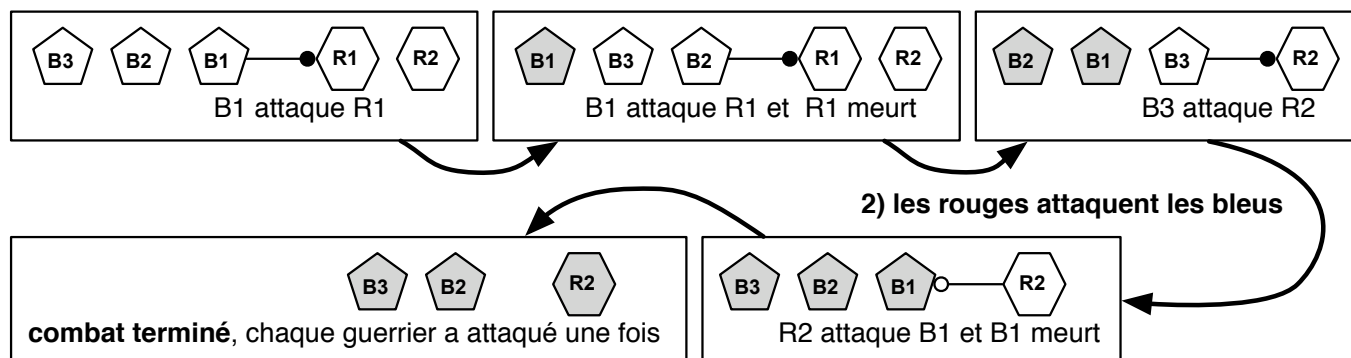 B3 B2 B1 R1 R2
B1 attaque R1
B1 B3 B2 R1 R2
B1 attaque R1 et R1 meurt
B2 B1 B3 R2
B3 attaque R2
2) les rouges attaquent les bleus
B3 B2 R2
combat terminé, chaque guerrier a attaqué une fois
B3 B2 B1 R2
R2 attaque B1 et B1 meurt